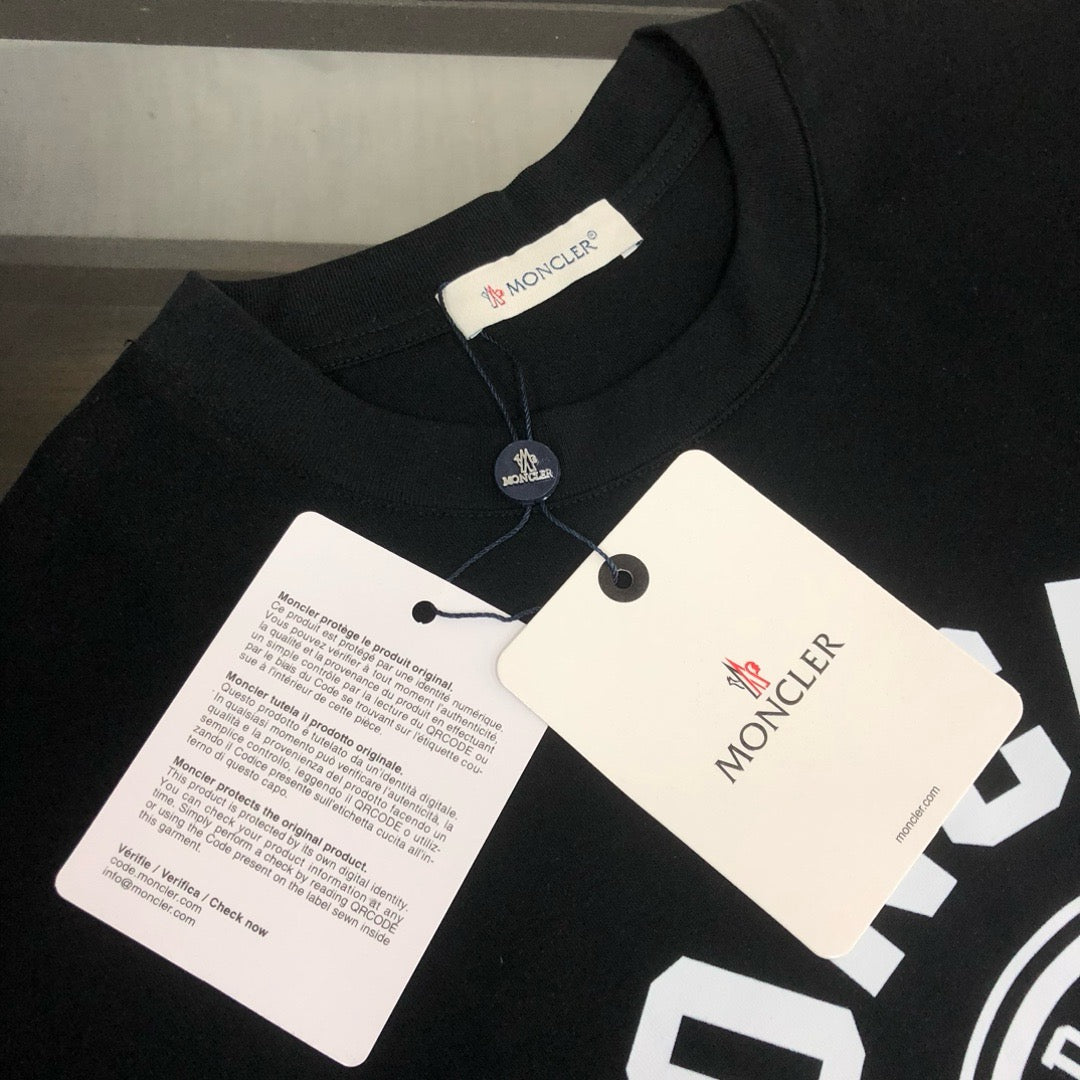 MONCLER®
MONCLER
Moncler protège le produit original.
Ce produit est protégé par une identité numérique.
Vous pouvez vérifier à tout moment l'authenticité,
la qualité et la provenance du produit en effectuant
un simple contrôle par la lecture du QRCODE ou
par le biais du Code se trouvant sur l'étiquette cou-
sue à l'intérieur de cette pièce.
Moncler tutela il prodotto originale.
Questo prodotto è tutelato da un'identità digitale.
In qualsiasi momento può verificare l'autenticità, la
qualità e la provenienza del prodotto facendo un
semplice controllo, leggendo il QRCODE o utiliz-
zando il Codice presente sull'etichetta cucita all'in-
terno di questo capo.
Moncler protects the original product.
This product is protected by its own digital identity.
You can check your product information at any
time. Simply perform a check by reading QRCODE
or using the Code present on the label sewn inside
this garment.
Vérifie / Verifica / Check now
code.moncler.com
info@moncler.com
MONCLER
moncler.com